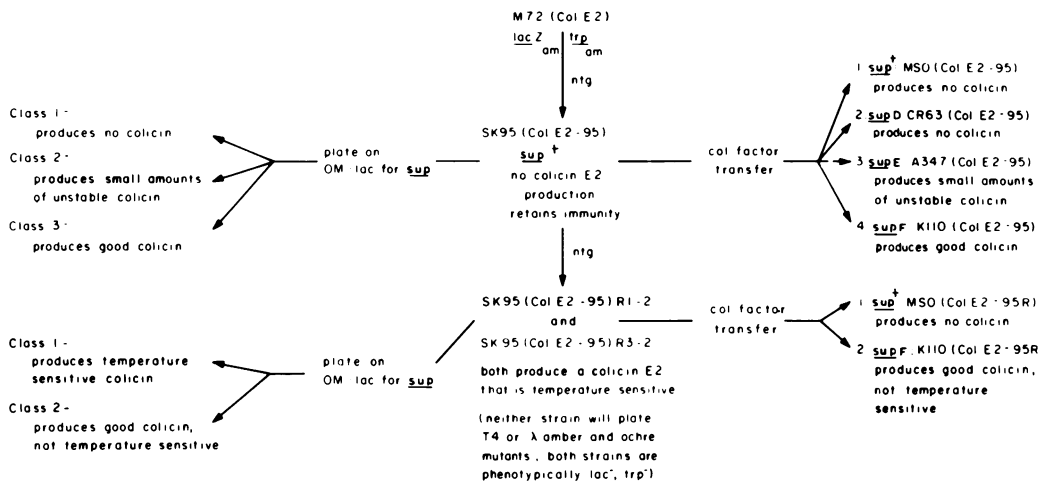 M72 (Col E2)
lac Z am trp am
ntg
SK95 (Col E2-95)
sup +
no colicin E2
production
retains immunity
plate on
OM lac for sup
Class 1-
produces no colicin
Class 2-
produces small amounts
of unstable colicin
Class 3-
produces good colicin
col factor
transfer
1 sup+ MSO (Col E2-95)
produces no colicin
2 supD CR63 (Col E2-95)
produces no colicin
3 supE A347 (Col E2-95)
produces small amounts
of unstable colicin
4 supF K110 (Col E2-95)
produces good colicin
ntg
SK95 (Col E2-95) R1-2
and
SK95 (Col E2-95) R3-2
both produce a colicin E2
that is temperature sensitive
(neither strain will plate
T4 or λ amber and ochre
mutants, both strains are
phenotypically lac-, trp-)
plate on
OM lac for sup
Class 1-
produces temperature
sensitive colicin
Class 2-
produces good colicin,
not temperature sensitive
col factor
transfer
1 sup+ MSO (Col E2-95R)
produces no colicin
2 supF. K110 (Col E2-95R
produces good colicin,
not temperature
sensitive